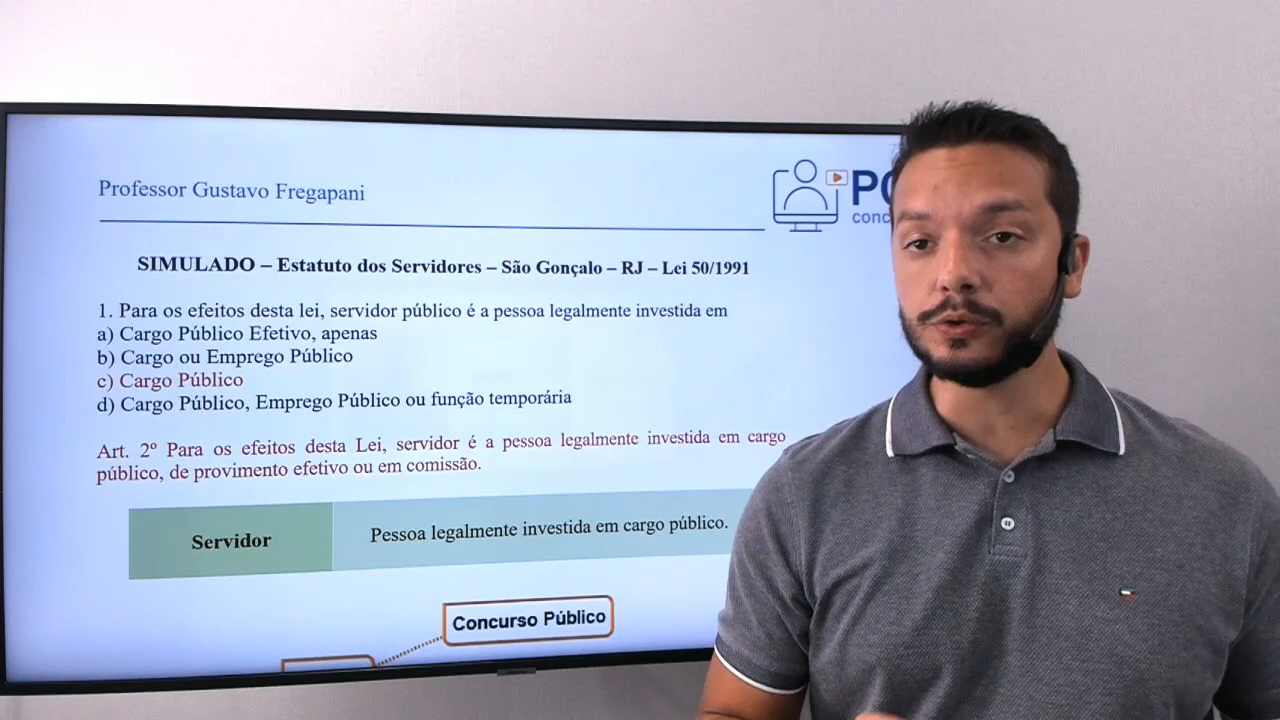 Professor Gustavo Fregapani
SIMULADO – Estatuto dos Servidores – São Gonçalo – RJ – Lei 50/1991
1. Para os efeitos desta lei, servidor público é a pessoa legalmente investida em
a) Cargo Público Efetivo, apenas
b) Cargo ou Emprego Público
c) Cargo Público
d) Cargo Público, Emprego Público ou função temporária
Art. 2º Para os efeitos desta Lei, servidor é a pessoa legalmente investida em cargo
público, de provimento efetivo ou em comissão.
Servidor
Pessoa legalmente investida em cargo público.
Concurso Público